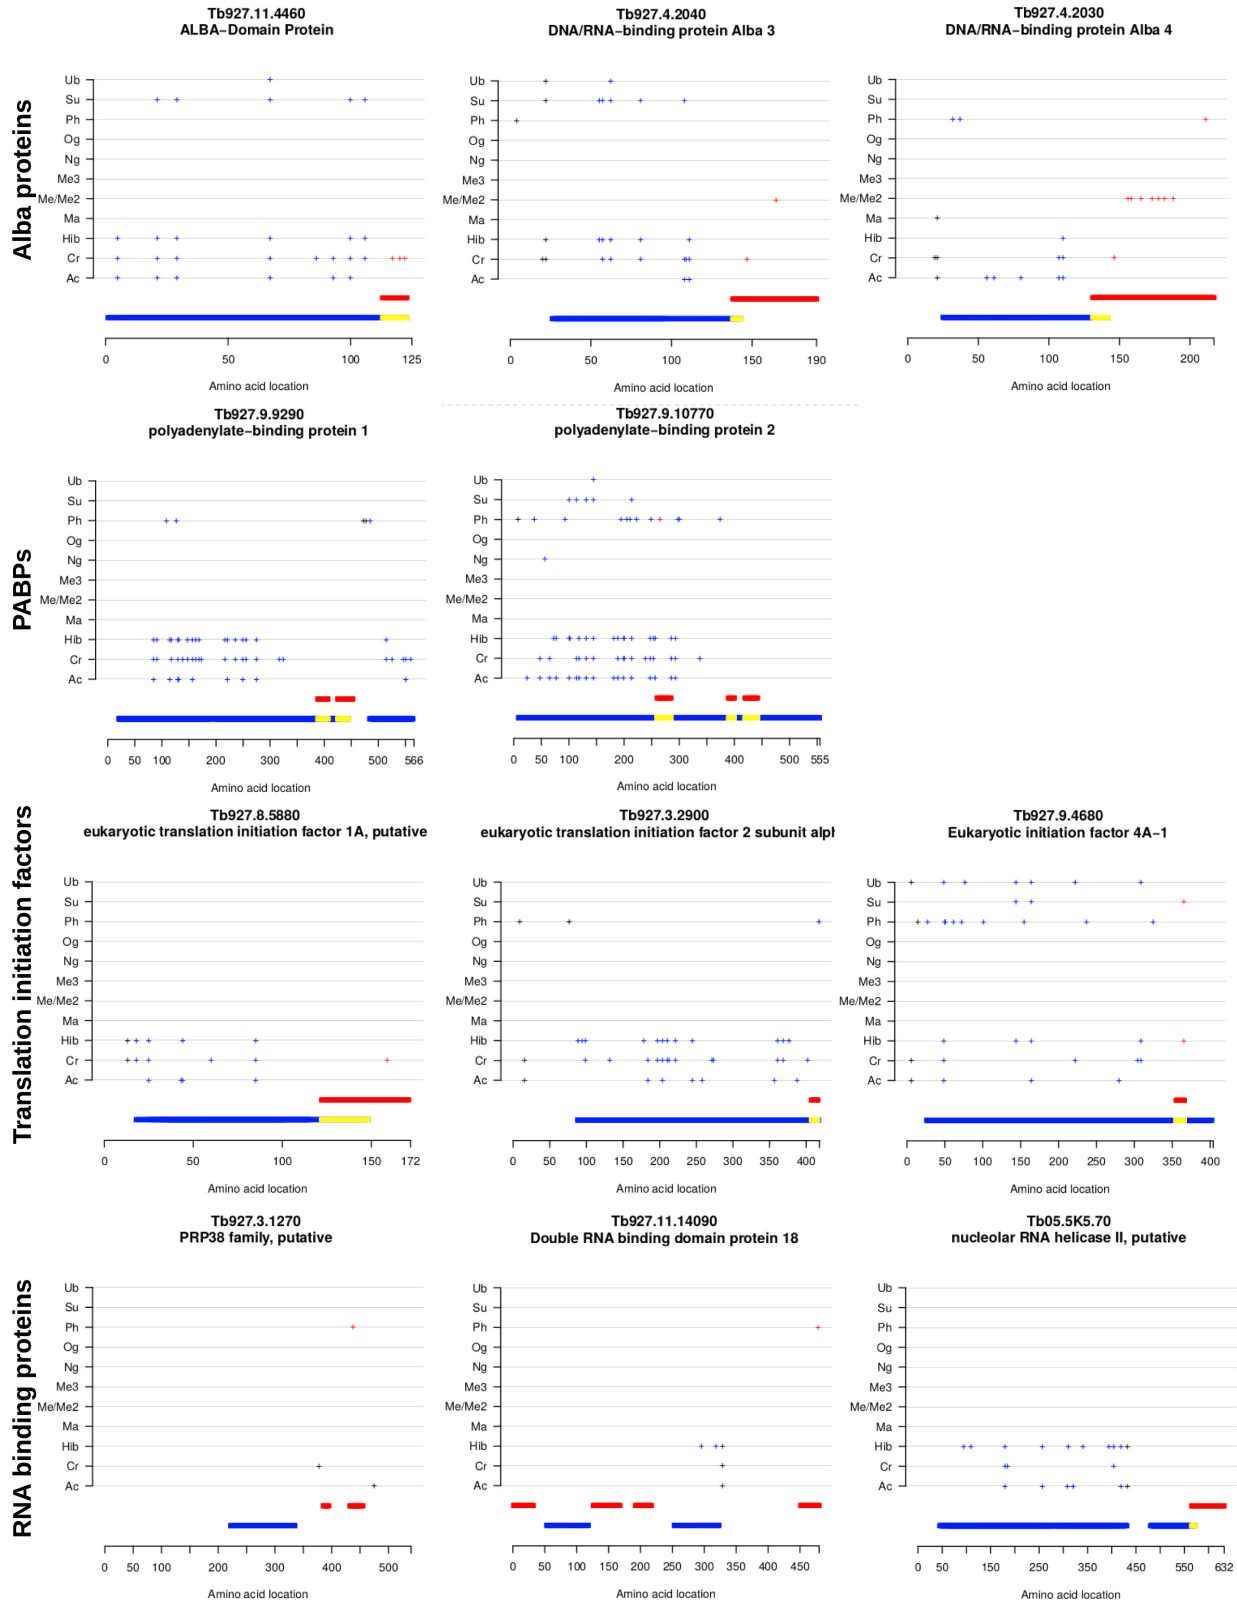 Alba proteins
Tb927.11.4460
ALBA−Domain Protein
Ub
Su
Ph
Og
Ng
Me3
Me/Me2
Ma
Hib
Cr
Ac
0 50 100 125
Amino acid location
Tb927.4.2040
DNA/RNA−binding protein Alba 3
Ub
Su
Ph
Og
Ng
Me3
Me/Me2
Ma
Hib
Cr
Ac
0 50 100 150 190
Amino acid location
Tb927.4.2030
DNA/RNA−binding protein Alba 4
Ub
Su
Ph
Og
Ng
Me3
Me/Me2
Ma
Hib
Cr
Ac
0 50 100 150 200
Amino acid location
PABPs
Tb927.9.9290
polyadenylate−binding protein 1
Ub
Su
Ph
Og
Ng
Me3
Me/Me2
Ma
Hib
Cr
Ac
0 50 100 200 300 400 500 566
Amino acid location
Tb927.9.10770
polyadenylate−binding protein 2
Ub
Su
Ph
Og
Ng
Me3
Me/Me2
Ma
Hib
Cr
Ac
0 50 100 200 300 400 500 555
Amino acid location
Translation initiation factors
Tb927.8.5880
eukaryotic translation initiation factor 1A, putative
Ub
Su
Ph
Og
Ng
Me3
Me/Me2
Ma
Hib
Cr
Ac
0 50 100 150 172
Amino acid location
Tb927.3.2900
eukaryotic translation initiation factor 2 subunit alph
Ub
Su
Ph
Og
Ng
Me3
Me/Me2
Ma
Hib
Cr
Ac
0 50 100 150 200 250 300 350 400
Amino acid location
Tb927.9.4680
Eukaryotic initiation factor 4A−1
Ub
Su
Ph
Og
Ng
Me3
Me/Me2
Ma
Hib
Cr
Ac
0 50 100 150 200 250 300 350 400
Amino acid location
RNA binding proteins
Tb927.3.1270
PRP38 family, putative
Ub
Su
Ph
Og
Ng
Me3
Me/Me2
Ma
Hib
Cr
Ac
0 50 100 200 300 400 500
Amino acid location
Tb927.11.14090
Double RNA binding domain protein 18
Ub
Su
Ph
Og
Ng
Me3
Me/Me2
Ma
Hib
Cr
Ac
0 50 100 150 200 250 300 350 400 450
Amino acid location
Tb05.5K5.70
nucleolar RNA helicase II, putative
Ub
Su
Ph
Og
Ng
Me3
Me/Me2
Ma
Hib
Cr
Ac
0 50 150 250 350 450 550 632
Amino acid location